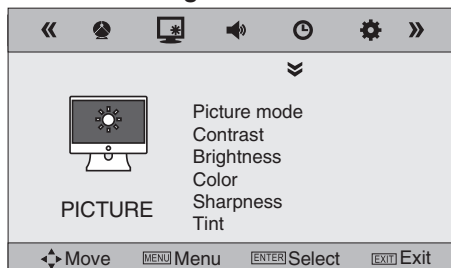 Picture mode
Contrast
Brightness
Color
Sharpness
Tint
PICTURE
Move MENU Menu ENTER Select EXIT Exit